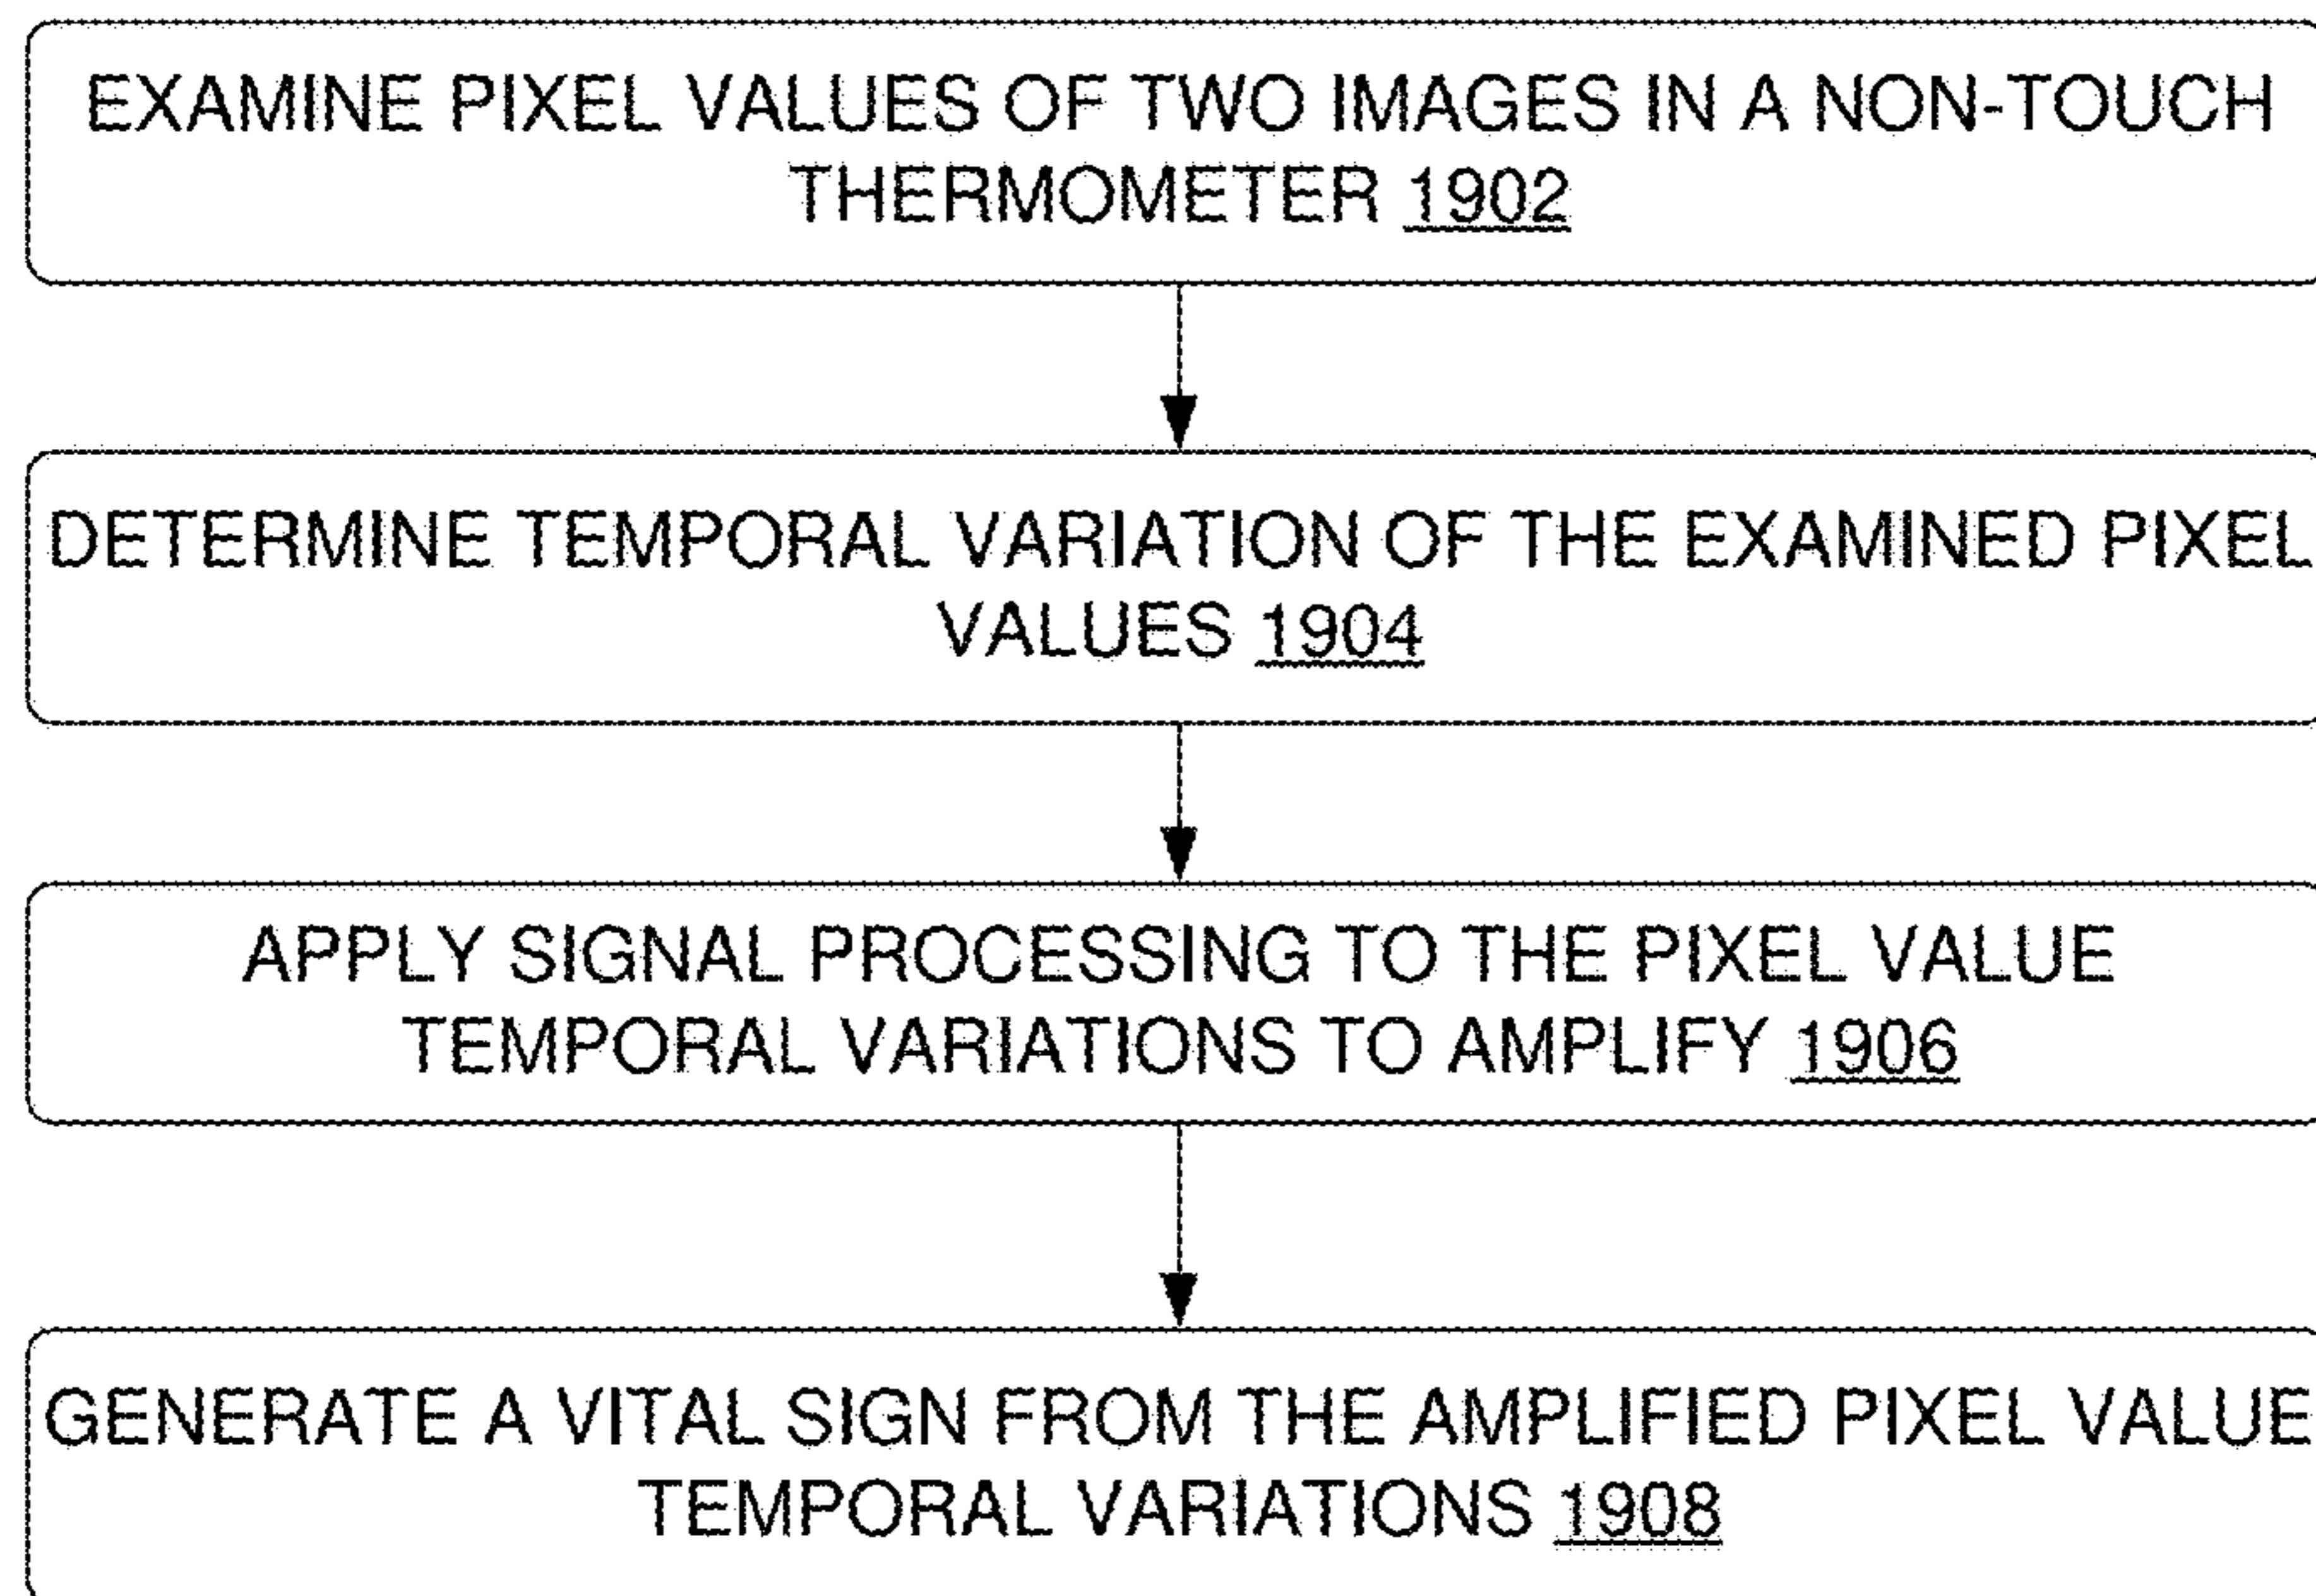 EXAMINE PIXEL VALUES OF TWO IMAGES IN A NON-TOUCH
THERMOMETER 1902
DETERMINE TEMPORAL VARIATION OF THE EXAMINED PIXEL
VALUES 1904
APPLY SIGNAL PROCESSING TO THE PIXEL VALUE
TEMPORAL VARIATIONS TO AMPLIFY 1906
GENERATE A VITAL SIGN FROM THE AMPLIFIED PIXEL VALUE
TEMPORAL VARIATIONS 1908